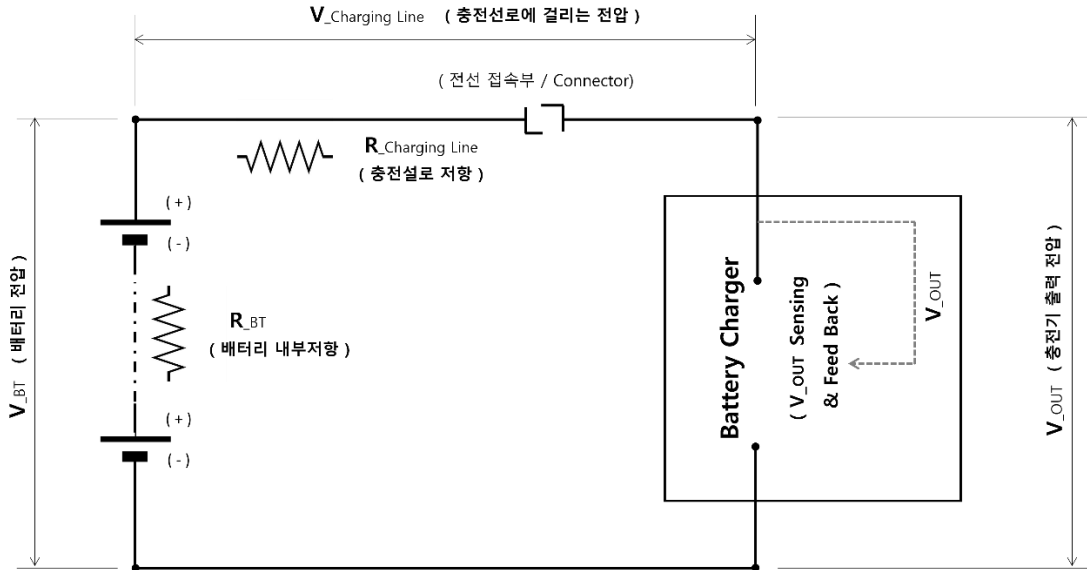 V_Charging Line ( 충전선로에 걸리는 전압 )
( 전선 접속부 / Connector)
R_Charging Line
( 충전설로 저항 )
( + )
( - )
R_BT
( 배터리 내부저항 )
( + )
( - )
V_BT ( 배터리 전압 )
Battery Charger
( V_OUT Sensing
& Feed Back )
V_OUT
V_OUT ( 충전기 출력 전압 )